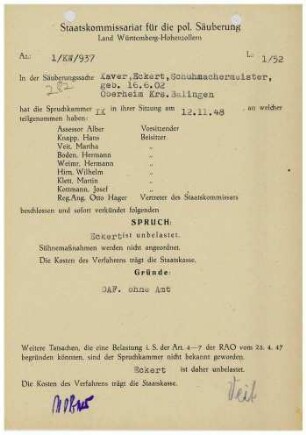 Staatskommissariat für die pol. Säuberung
Land Württemberg-Hohenzollern
Az.: 1/KW/937
L: 1/52
In der Säuberungssache Xaver, Eckert, Schuhmachermeister,
geb. 16.6.02
Oberheim Krs. Balingen
hat die Spruchkammer IX in ihrer Sitzung am 12.11.48 , an welcher
teilgenommen haben:
Assessor Alber Vorsitzender
Knapp, Hans Beisitzer
Veit, Martha „
Boden, Hermann „
Weimr, Hermann „
Hirn, Wilhelm „
Klett, Martin „
Kottmann, Josef „
Reg.Ang. Otto Hager Vertreter des Staatskommissars
beschlossen und sofort verkündet folgenden
SPRUCH:
Eckert ist unbelastet.
Sühnemaßnahmen werden nicht angeordnet.
Die Kosten des Verfahrens trägt die Staatskasse.
Gründe:
DAF. ohne Amt
Weitere Tatsachen, die eine Belastung i. S. der Art. 4–7 der RAO vom 22. 4. 47
begründen könnten, sind der Spruchkammer nicht bekannt geworden.
Eckert ist daher unbelastet.
Die Kosten des Verfahrens trägt die Staatskasse.
Veit